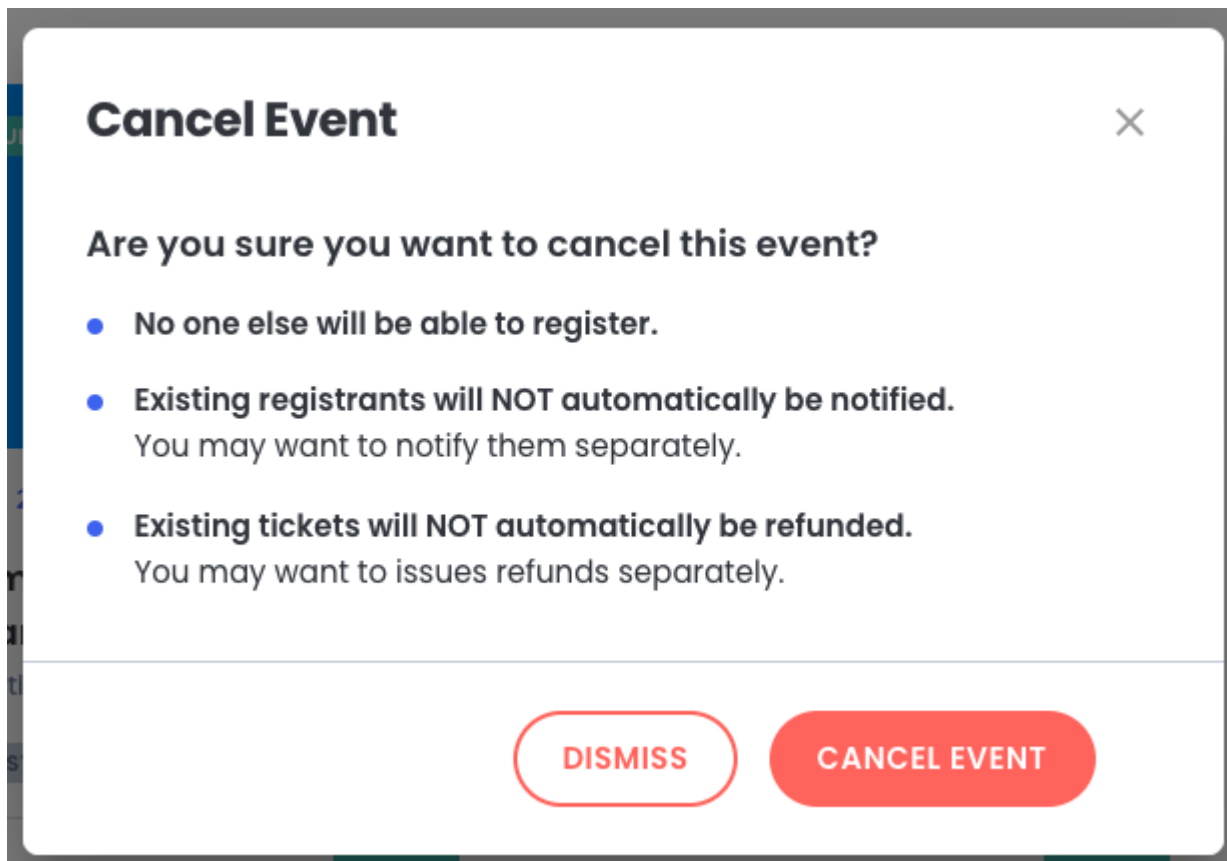 Cancel Event
Are you sure you want to cancel this event?
No one else will be able to register.
Existing registrants will NOT automatically be notified.
You may want to notify them separately.
Existing tickets will NOT automatically be refunded.
You may want to issues refunds separately.
DISMISS
CANCEL EVENT